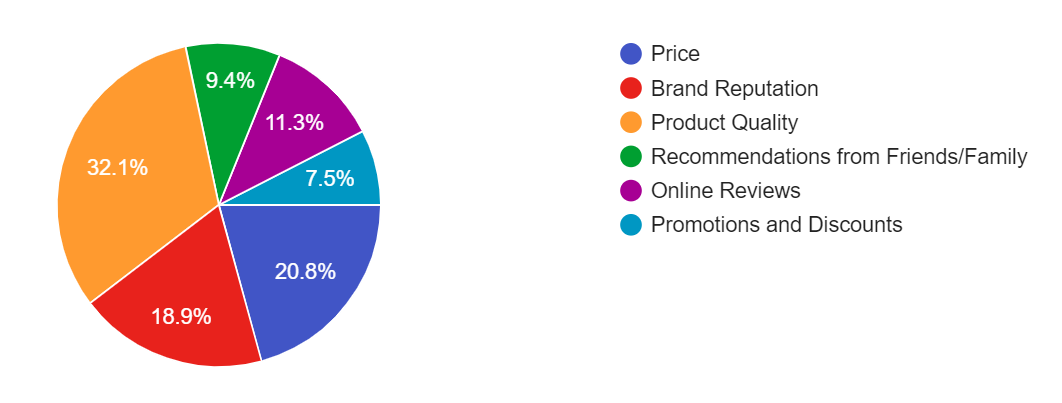 9.4%
11.3%
32.1%
7.5%
20.8%
18.9%
Price
Brand Reputation
Product Quality
Recommendations from Friends/Family
Online Reviews
Promotions and Discounts